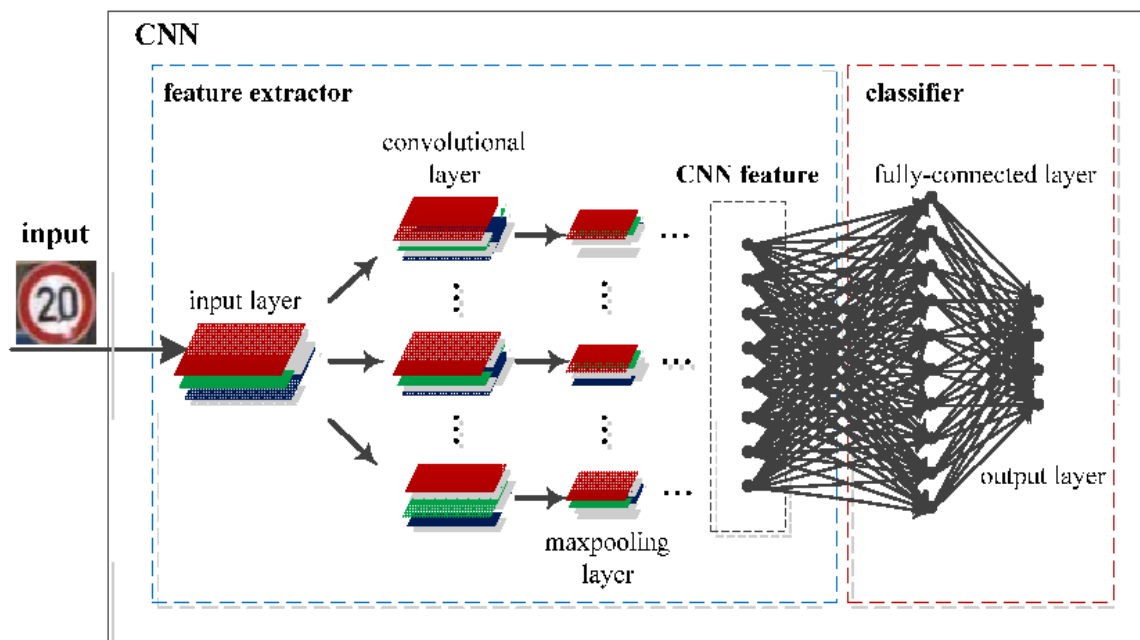 CNN
feature extractor
classifier
convolutional
layer
CNN feature
fully-connected layer
input
20
input layer
output layer
maxpooling
layer